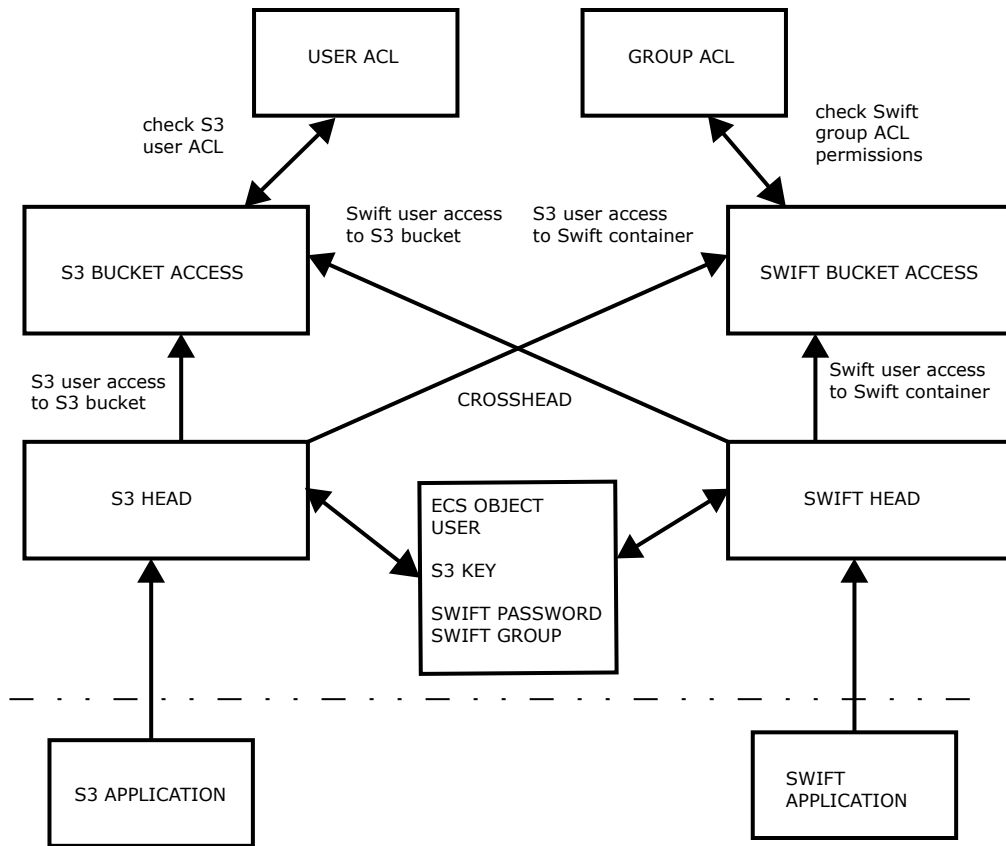 USER ACL
GROUP ACL
check S3
user ACL
check Swift
group ACL
permissions
Swift user access
to S3 bucket
S3 user access
to Swift container
S3 BUCKET ACCESS
SWIFT BUCKET ACCESS
S3 user access
to S3 bucket
Swift user access
to Swift container
CROSSHEAD
S3 HEAD
SWIFT HEAD
ECS OBJECT
USER
S3 KEY
SWIFT PASSWORD
SWIFT GROUP
S3 APPLICATION
SWIFT
APPLICATION